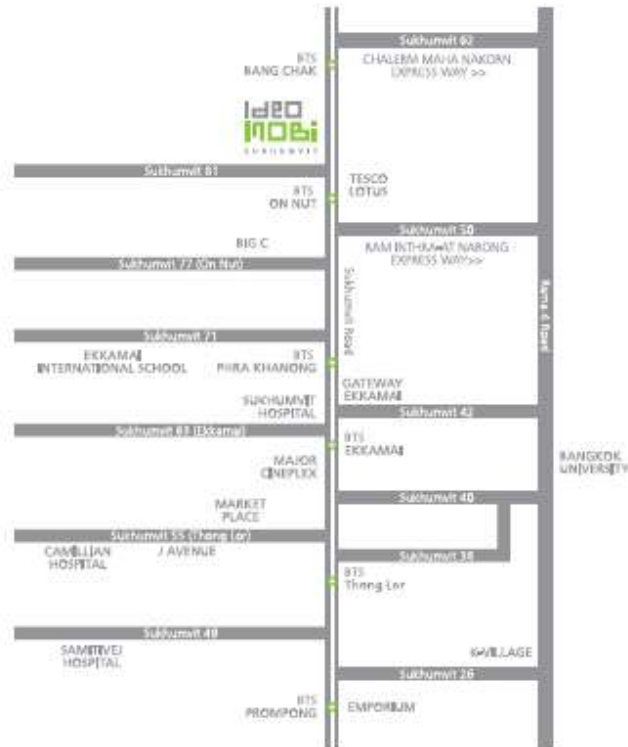 Sukhumvit 62
BTS
BANG CHAK
CHALERM MAHA NAKORN
EXPRESS WAY >>
Ideo
MOBI
SUKHUMVIT
Sukhumvit 81
TESCO
LOTUS
BTS
ON NUT
Sukhumvit 50
BIG C
RAM INTHRA-AT NARONG
EXPRESS WAY>>
Sukhumvit 77 (On Nut)
Sukhumvit Road
Rama 4 Road
Sukhumvit 71
EKKAMAI
INTERNATIONAL SCHOOL
BTS
PHRA KHANONG
GATEWAY
EKKAMAI
SUKHUMVIT
HOSPITAL
Sukhumvit 42
Sukhumvit 63 (Ekkamai)
BTS
EKKAMAI
MAJOR
CINEPLEX
BANGKOK
UNIVERSITY
Sukhumvit 40
MARKET
PLACE
Sukhumvit 55 (Thong Lor)
CAMILLIAN
HOSPITAL
J AVENUE
Sukhumvit 38
BTS
Thong Lor
Sukhumvit 49
SAMITIVEJ
HOSPITAL
K-VILLAGE
Sukhumvit 26
BTS
PROMPONG
EMPORIUM